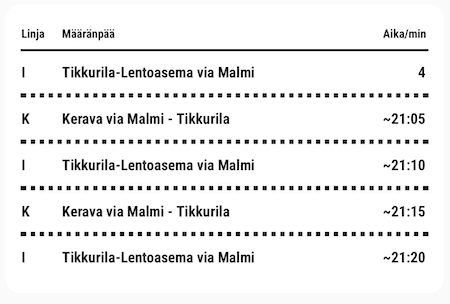 Linja Määränpää Aika/min
I Tikkurila-Lentoasema via Malmi 4
K Kerava via Malmi - Tikkurila ~21:05
I Tikkurila-Lentoasema via Malmi ~21:10
K Kerava via Malmi - Tikkurila ~21:15
I Tikkurila-Lentoasema via Malmi ~21:20